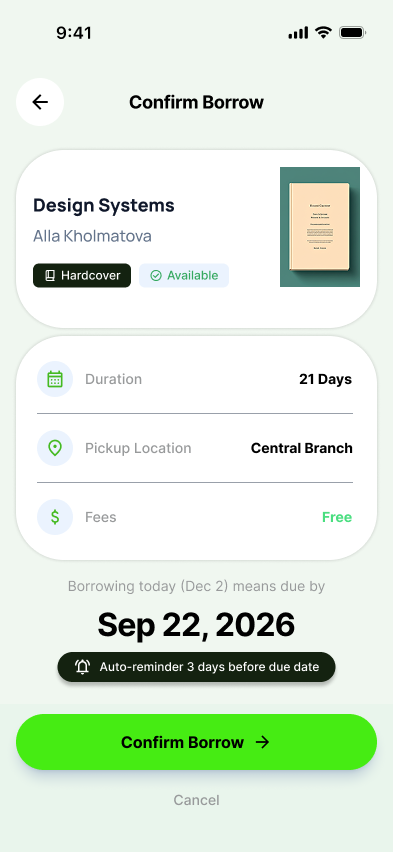 9:41
Confirm Borrow
Design Systems
Alla Kholmatova
Hardcover
Available
Duration
21 Days
Pickup Location
Central Branch
$
Fees
Free
Borrowing today (Dec 2) means due by
Sep 22, 2026
Auto-reminder 3 days before due date
Confirm Borrow
Cancel